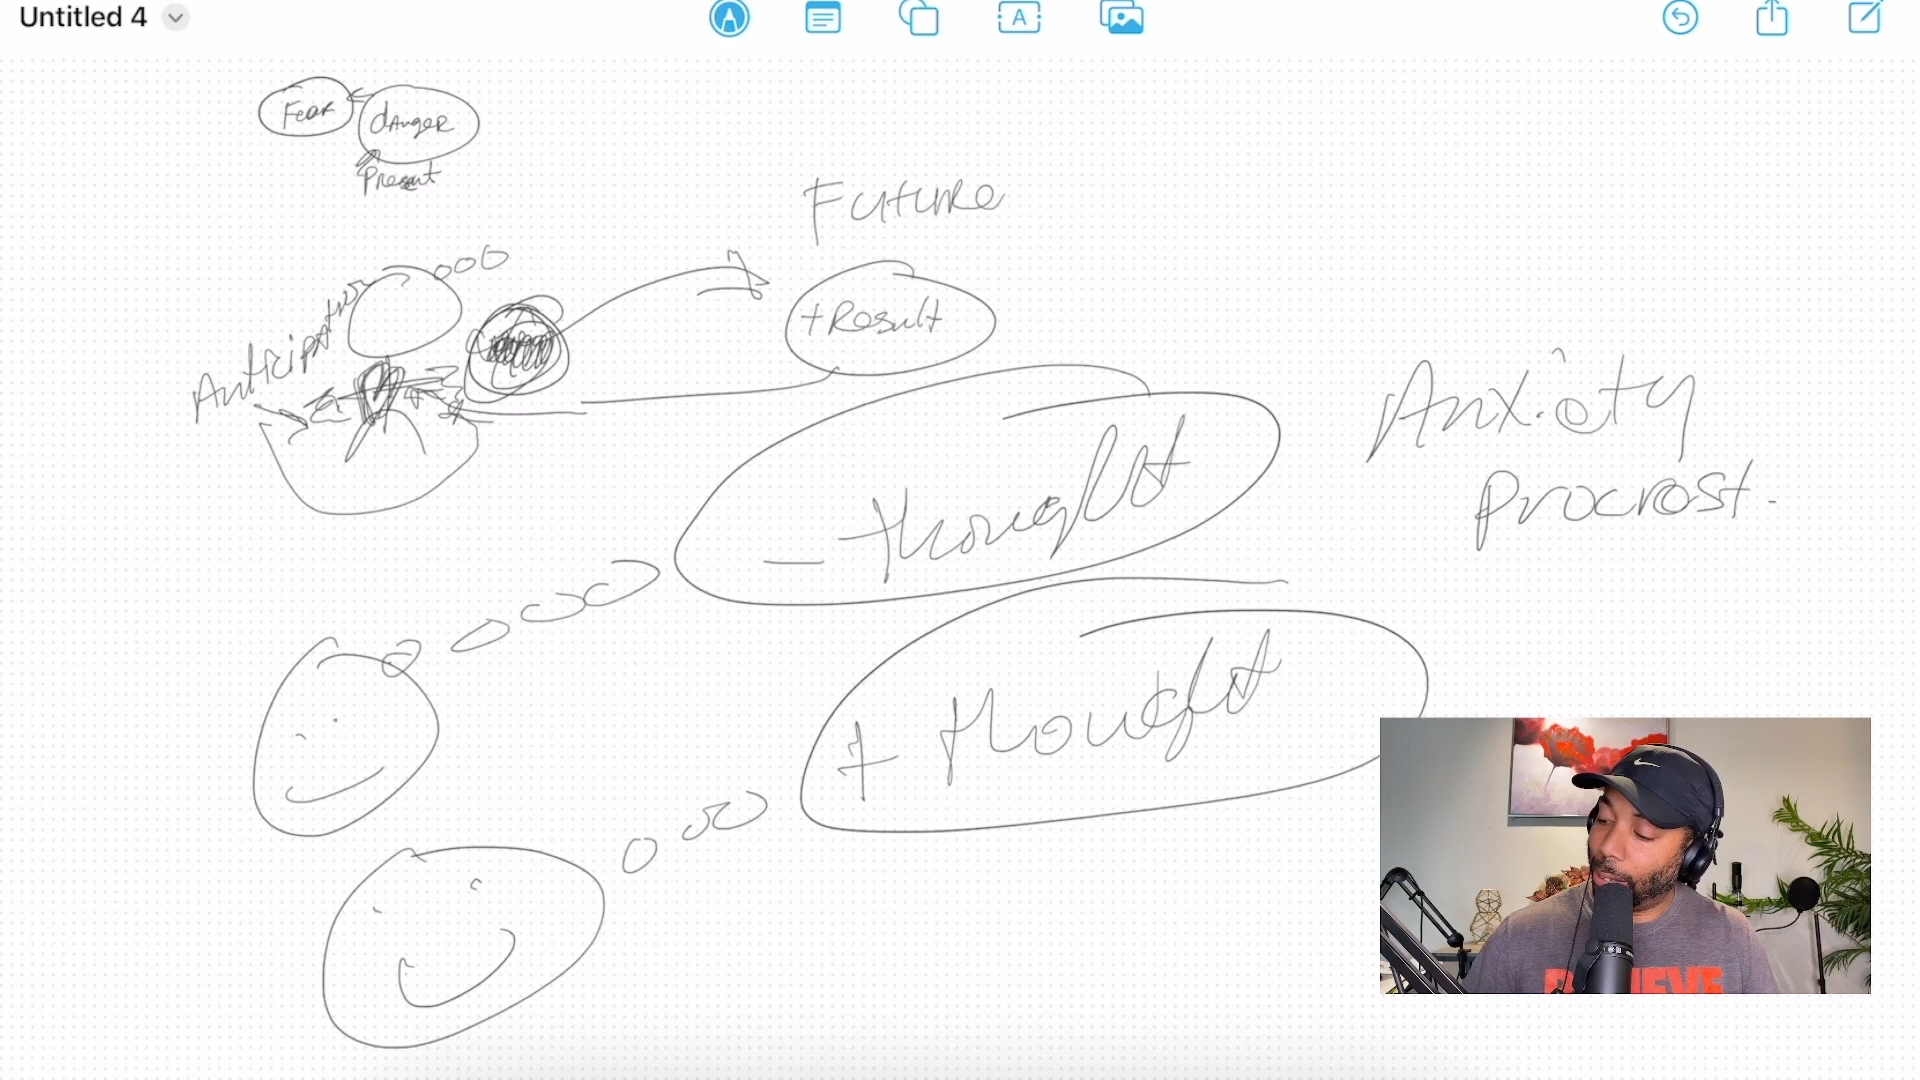 Untitled 4
A
Fear
dAngeR
Present
FutuRe
Anticipation
+Result
- thought
Anxiety
procrast.
+ thought